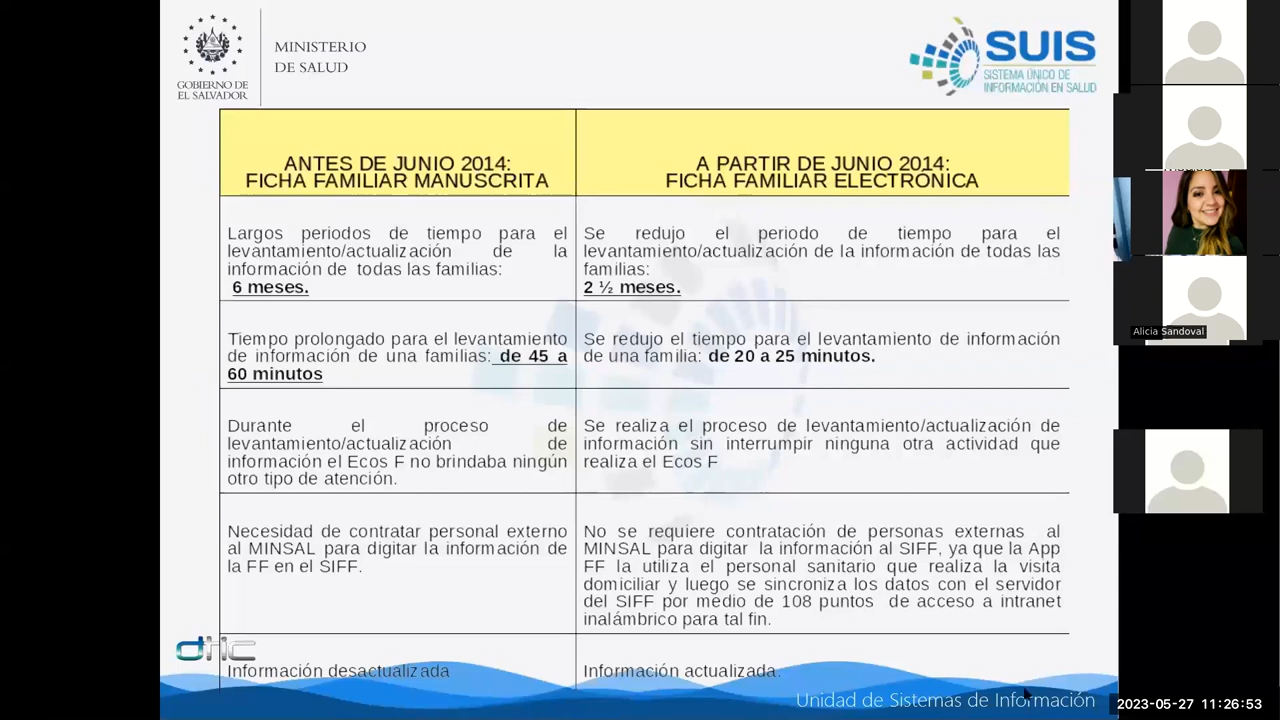 MINISTERIO
DE SALUD
GOBIERNO DE
EL SALVADOR
SUIS
SISTEMA ÚNICO DE
INFORMACIÓN EN SALUD
ANTES DE JUNIO 2014:
FICHA FAMILIAR MANUSCRITA
A PARTIR DE JUNIO 2014:
FICHA FAMILIAR ELECTRÓNICA
Largos periodos de tiempo para el
levantamiento/actualización de la
información de todas las familias:
6 meses.
Se redujo el periodo de tiempo para el
levantamiento/actualización de la información de todas las
familias:
2 ½ meses.
Tiempo prolongado para el levantamiento
de información de una familias: de 45 a
60 minutos
Se redujo el tiempo para el levantamiento de información
de una familia: de 20 a 25 minutos.
Durante el proceso de
levantamiento/actualización de
información el Ecos F no brindaba ningún
otro tipo de atención.
Se realiza el proceso de levantamiento/actualización de
información sin interrumpir ninguna otra actividad que
realiza el Ecos F
Necesidad de contratar personal externo
al MINSAL para digitar la información de
la FF en el SIFF.
No se requiere contratación de personas externas al
MINSAL para digitar la información al SIFF, ya que la App
FF la utiliza el personal sanitario que realiza la visita
domiciliar y luego se sincroniza los datos con el servidor
del SIFF por medio de 108 puntos de acceso a intranet
inalámbrico para tal fin.
Información desactualizada
Información actualizada.
dtic
Unidad de Sistemas de Información
Alicia Sandoval
2023-05-27 11:26:53